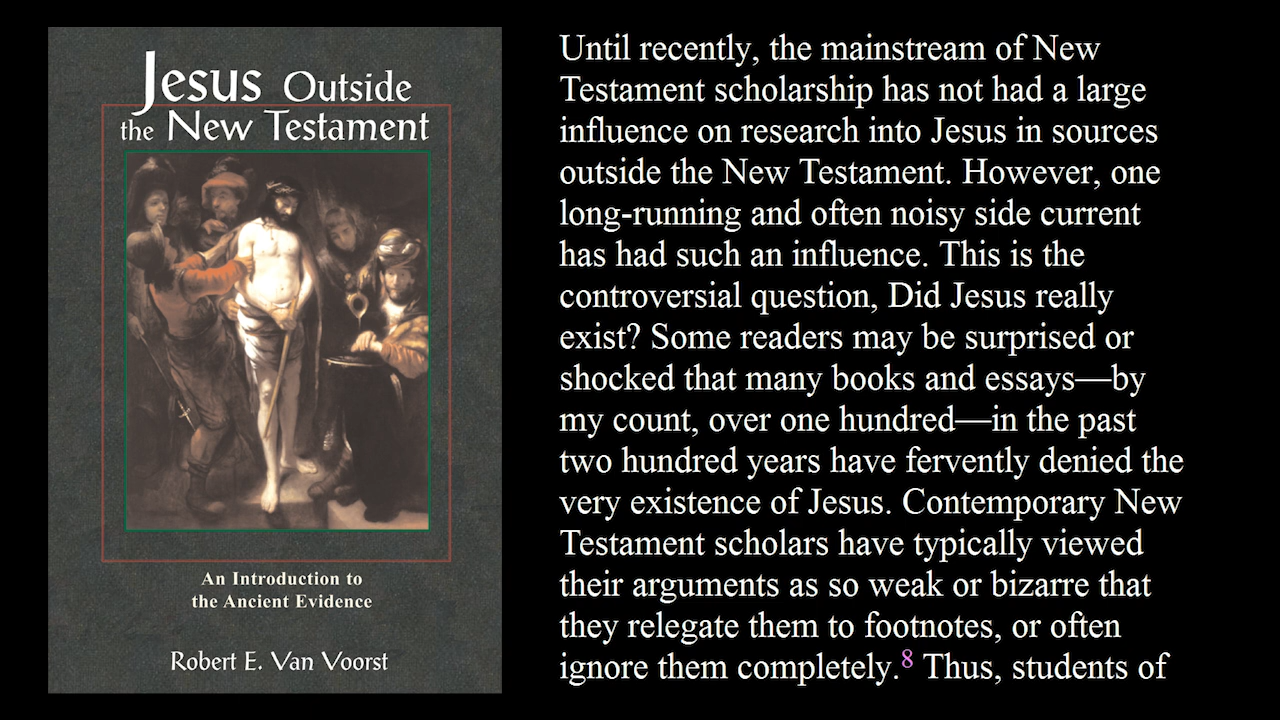 Jesus Outside
the New Testament
An Introduction to
the Ancient Evidence
Robert E. Van Voorst
Until recently, the mainstream of New
Testament scholarship has not had a large
influence on research into Jesus in sources
outside the New Testament. However, one
long-running and often noisy side current
has had such an influence. This is the
controversial question, Did Jesus really
exist? Some readers may be surprised or
shocked that many books and essays—by
my count, over one hundred—in the past
two hundred years have fervently denied the
very existence of Jesus. Contemporary New
Testament scholars have typically viewed
their arguments as so weak or bizarre that
they relegate them to footnotes, or often
ignore them completely.8 Thus, students of